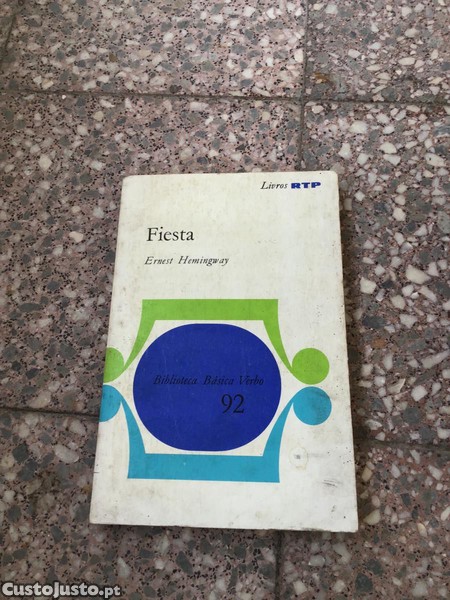 Livros RTP
Fiesta
Ernest Hemingway
Biblioteca Básica Verbo
92
CustoJusto.pt